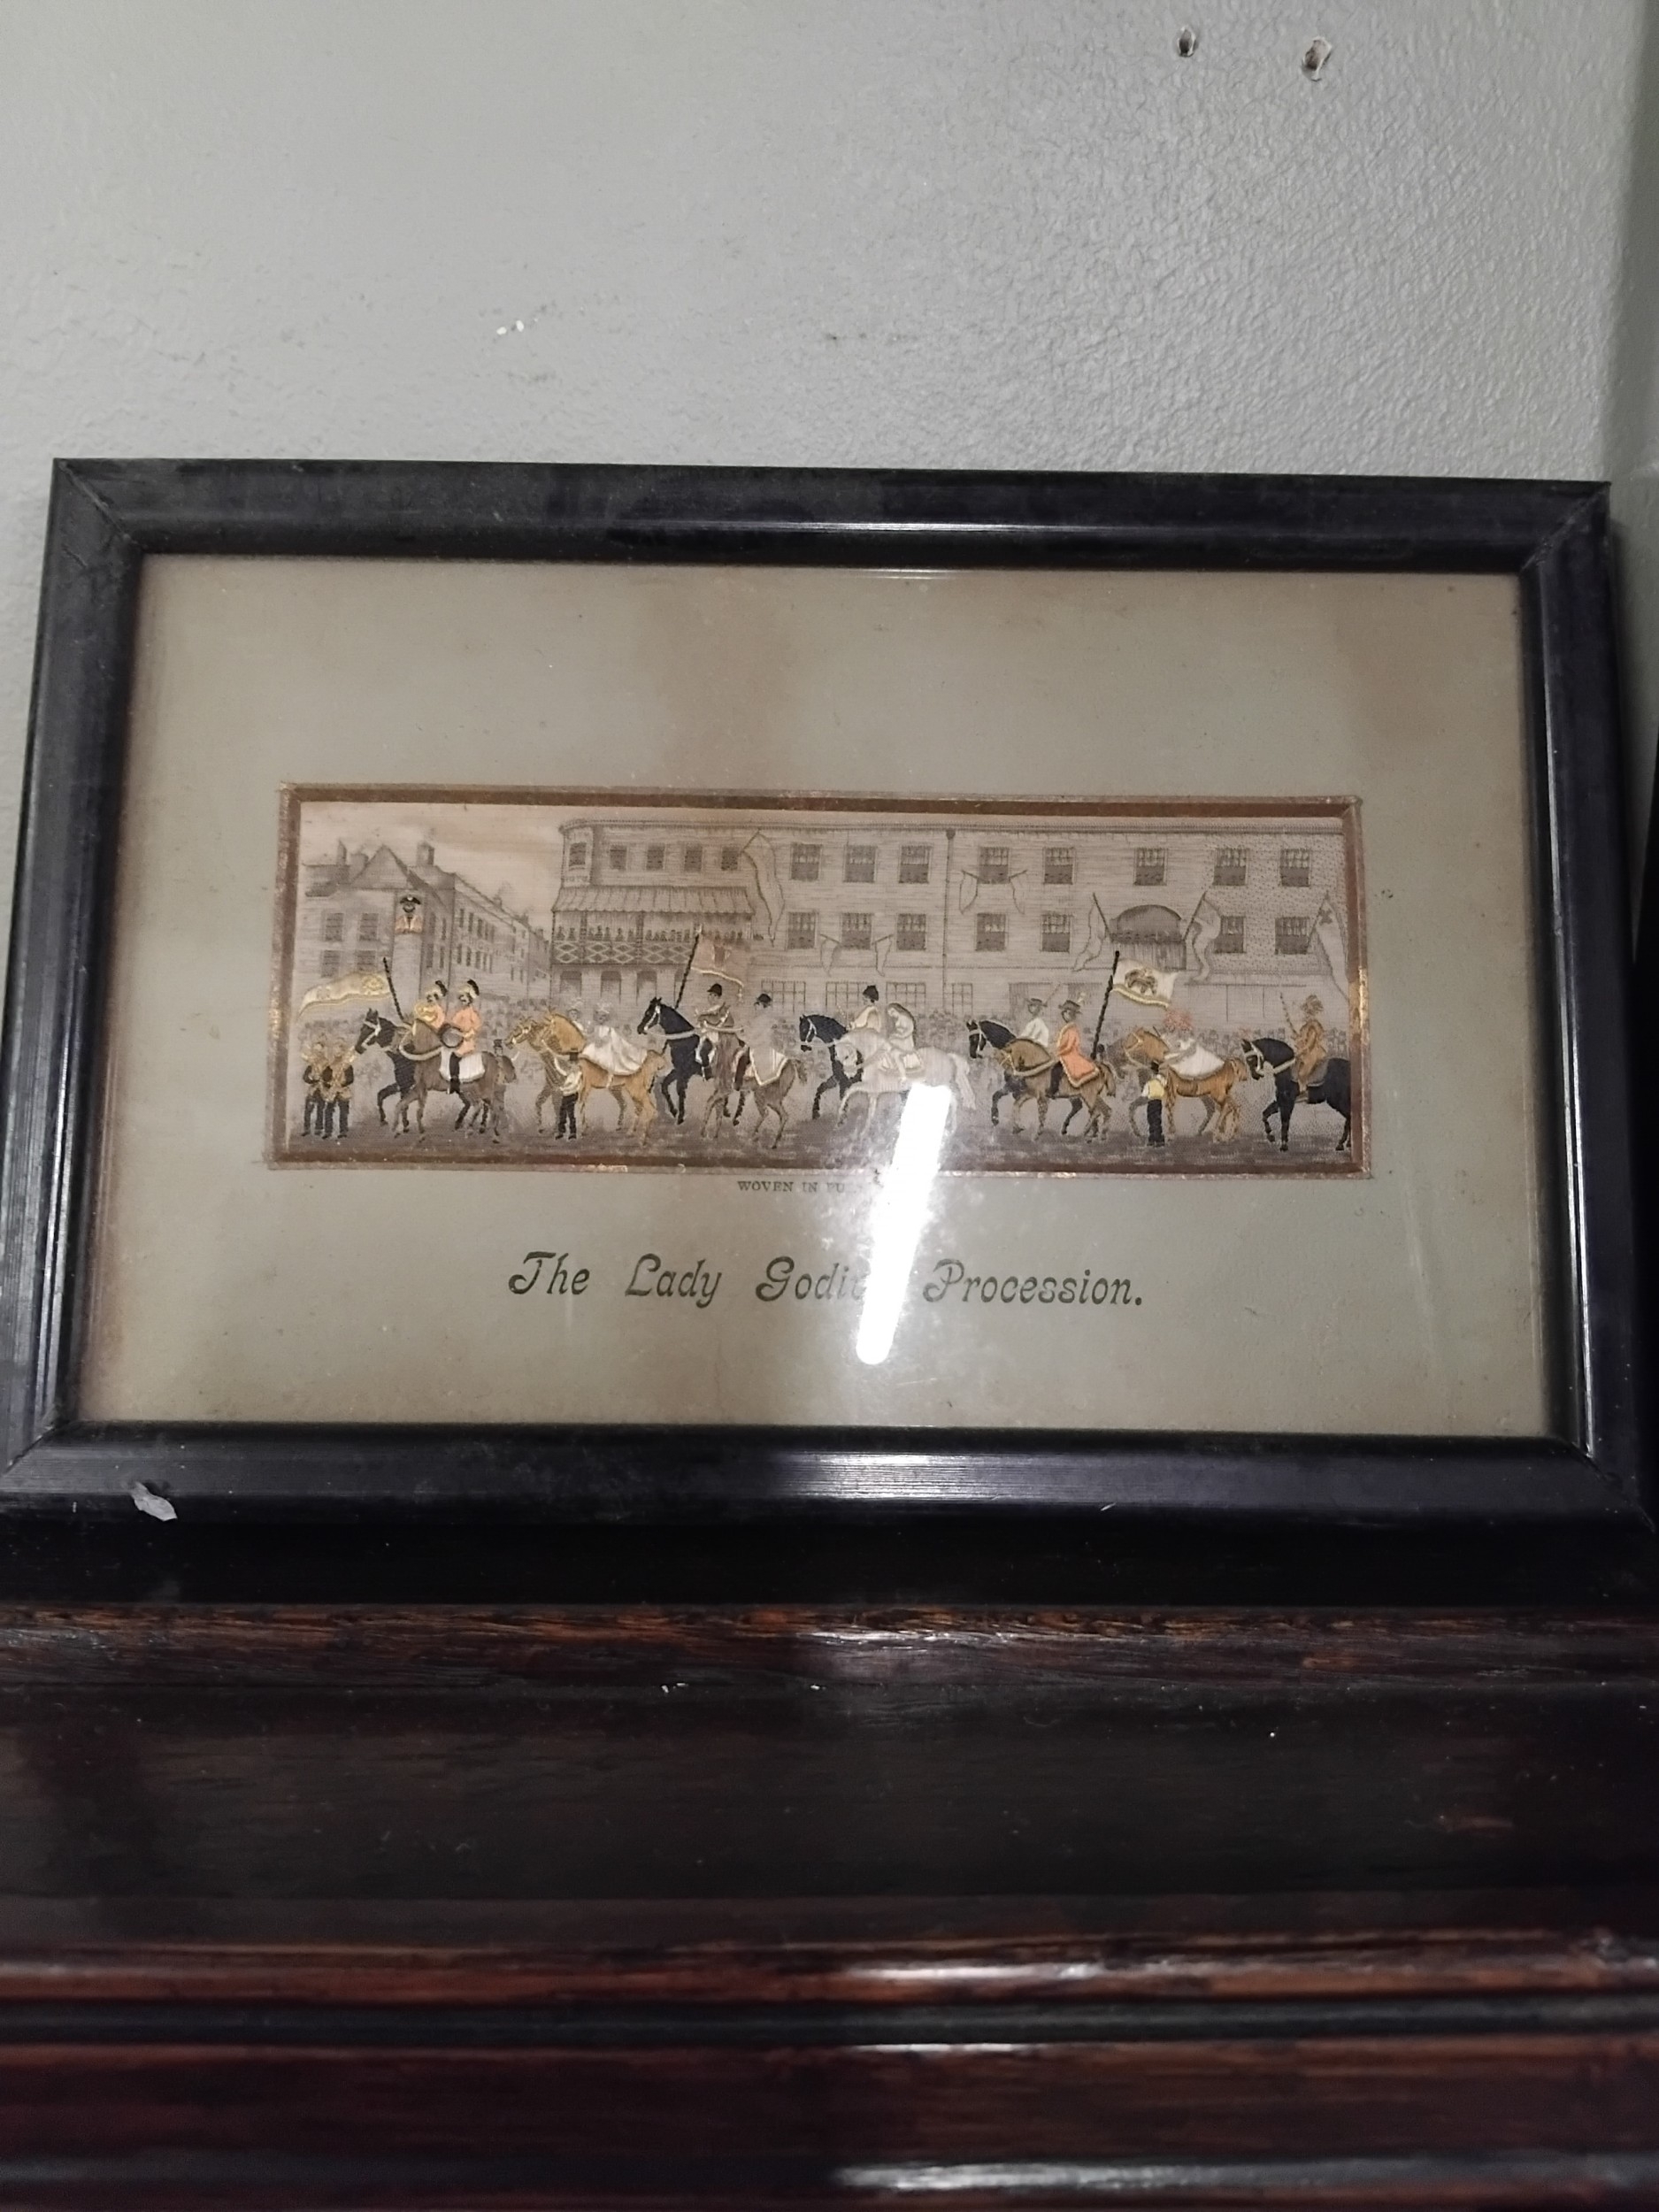 WOVEN IN
The Lady Procession.